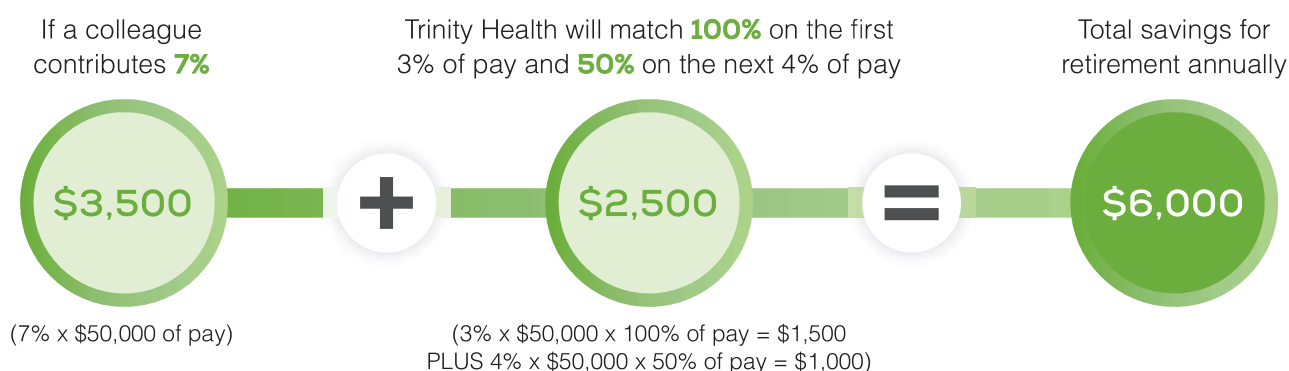 If a colleague
contributes 7%
Trinity Health will match 100% on the first
3% of pay and 50% on the next 4% of pay
Total savings for
retirement annually
$3,500
+
$2,500
=
$6,000
(7% x $50,000 of pay)
(3% x $50,000 x 100% of pay = $1,500
PLUS 4% x $50,000 x 50% of pay = $1,000)